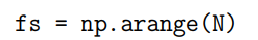 fs = np.arange(N)